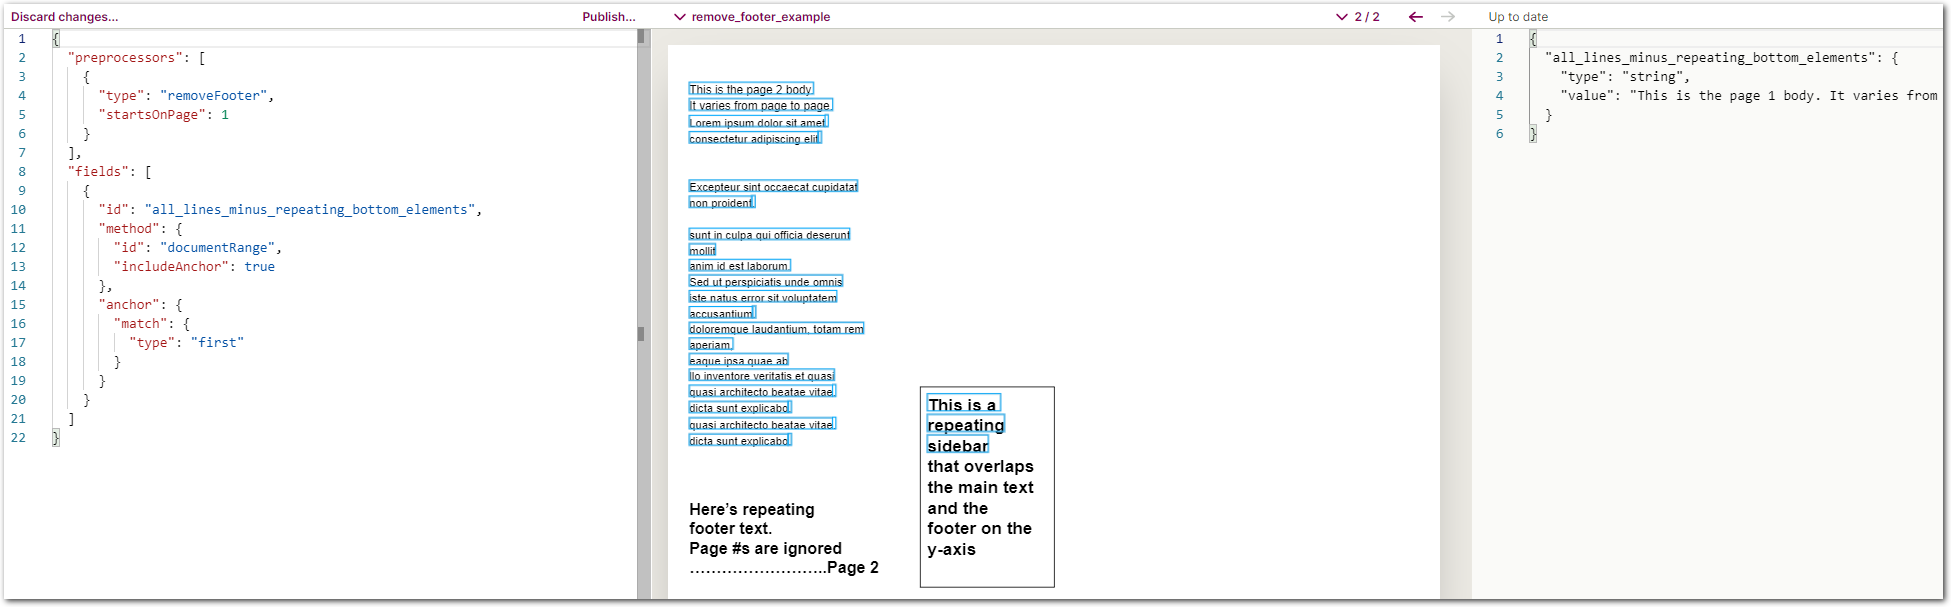 Discard changes...
Publish...
remove_footer_example
2 / 2
Up to date
1 {
2 "preprocessors": [
3 {
4 "type": "removeFooter",
5 "startsOnPage": 1
6 }
7 ],
8 "fields": [
9 {
10 "id": "all_lines_minus_repeating_bottom_elements",
11 "method": {
12 "id": "documentRange",
13 "includeAnchor": true
14 },
15 "anchor": {
16 "match": {
17 "type": "first"
18 }
19 }
20 }
21 ]
22 }
This is the page 2 body.
It varies from page to page.
Lorem ipsum dolor sit amet
consectetur adipiscing elit
Excepteur sint occaecat cupidatat
non proident
sunt in culpa qui officia deserunt
mollit
anim id est laborum.
Sed ut perspiciatis unde omnis
iste natus error sit voluptatem
accusantium
doloremque laudantium, totam rem
aperiam,
eaque ipsa quae ab
llo inventore veritatis et quasi
quasi architecto beatae vitae
dicta sunt explicabo
quasi architecto beatae vitae
dicta sunt explicabo
Here’s repeating
footer text.
Page #s are ignored
……………………..Page 2
This is a
repeating
sidebar
that overlaps
the main text
and the
footer on the
y-axis
1 {
2 "all_lines_minus_repeating_bottom_elements": {
3 "type": "string",
4 "value": "This is the page 1 body. It varies from
5 }
6 }